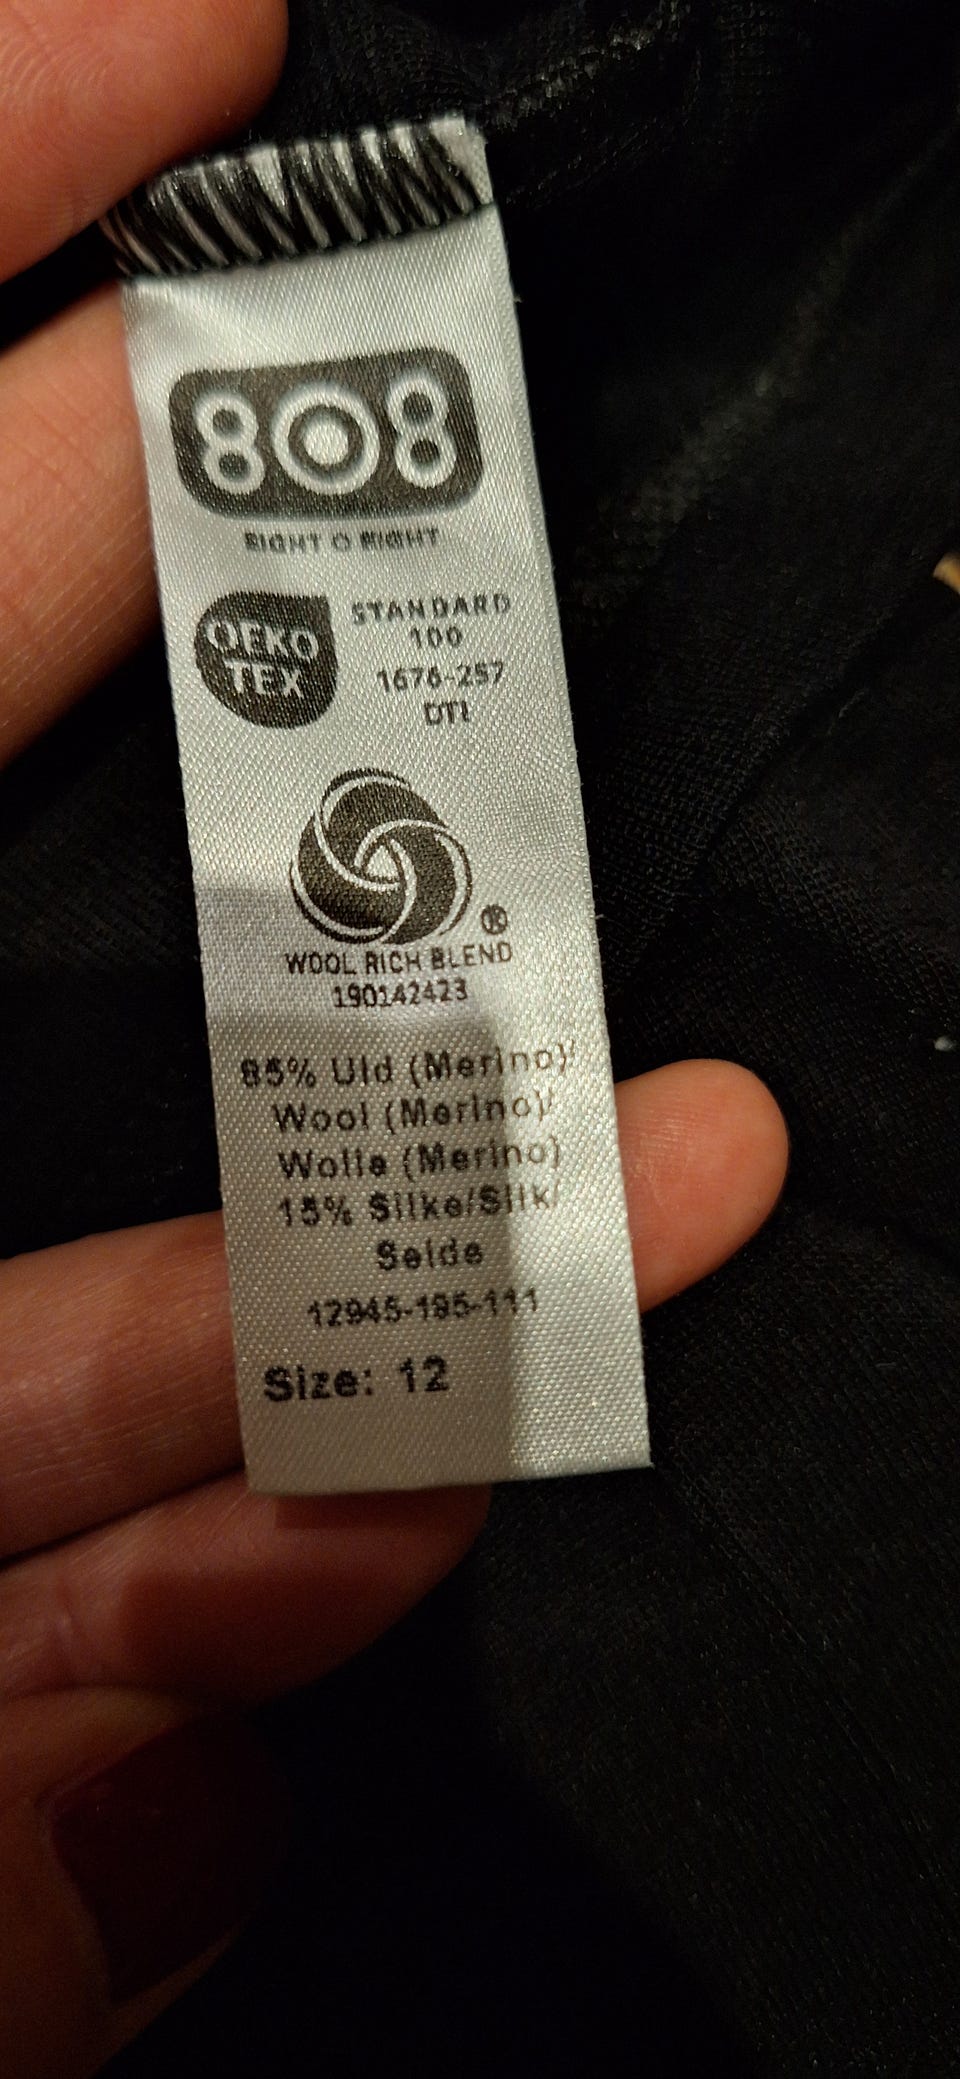 808
EIGHT O EIGHT
OEKO
TEX
STANDARD
100
1676-257
DTI
®
WOOL RICH BLEND
190142423
85% Uld (Merino)/
Wool (Merino)/
Wolle (Merino)
15% Silke/Silk/
Seide
12945-195-111
Size: 12